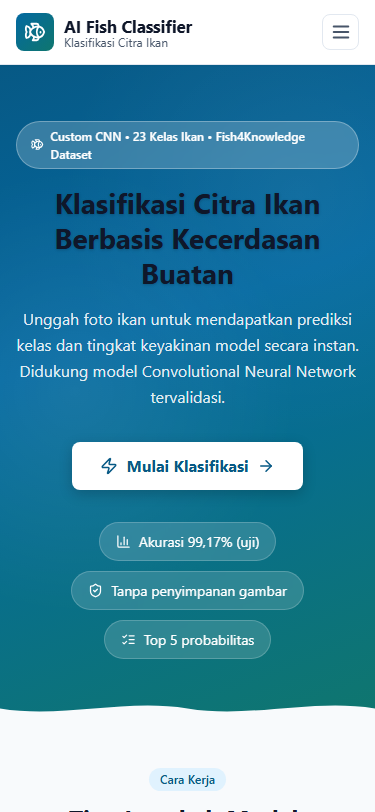 AI Fish Classifier
Klasifikasi Citra Ikan
Custom CNN • 23 Kelas Ikan • Fish4Knowledge
Dataset
Klasifikasi Citra Ikan
Berbasis Kecerdasan
Buatan
Unggah foto ikan untuk mendapatkan prediksi
kelas dan tingkat keyakinan model secara instan.
Didukung model Convolutional Neural Network
tervalidasi.
Mulai Klasifikasi
Akurasi 99,17% (uji)
Tanpa penyimpanan gambar
Top 5 probabilitas
Cara Kerja